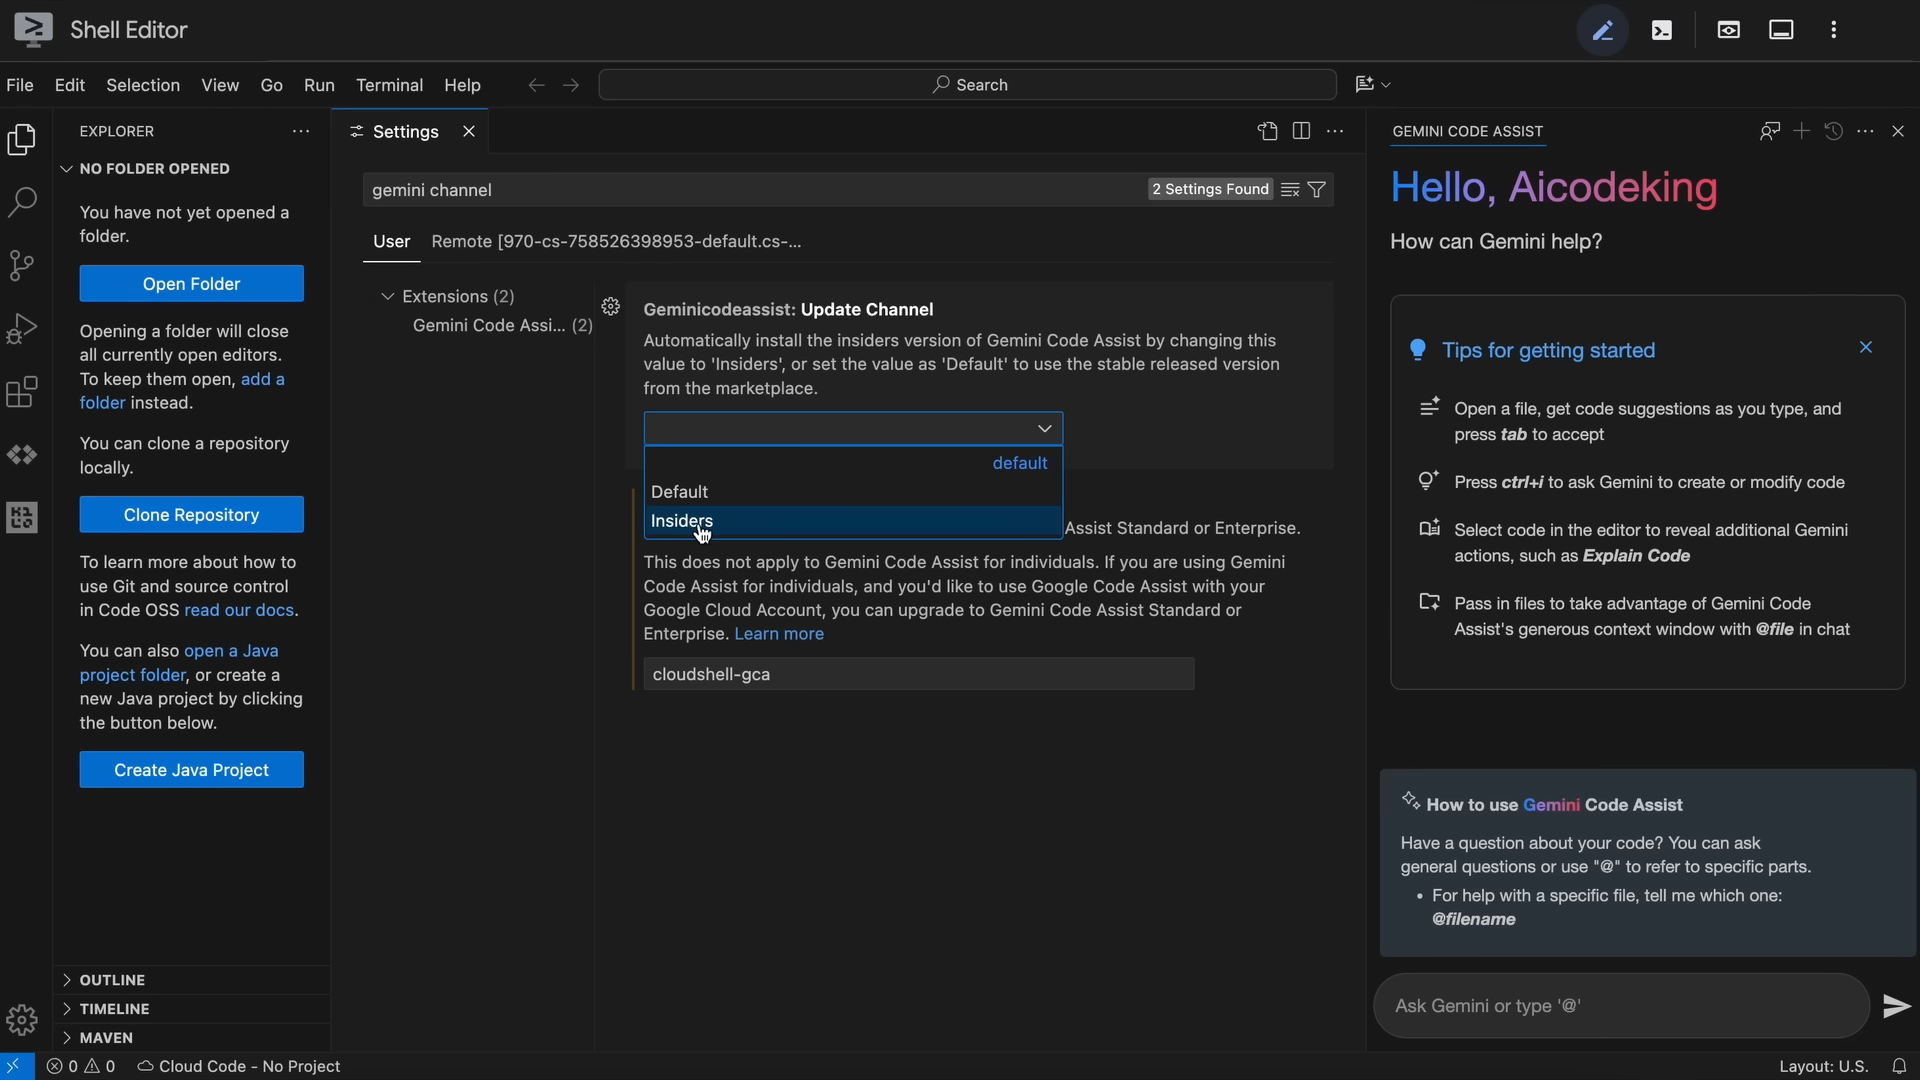 Shell Editor
File Edit Selection View Go Run Terminal Help
Search
EXPLORER
NO FOLDER OPENED
You have not yet opened a
folder.
Open Folder
Opening a folder will close
all currently open editors.
To keep them open, add a
folder instead.
You can clone a repository
locally.
Clone Repository
To learn more about how to
use Git and source control
in Code OSS read our docs.
You can also open a Java
project folder, or create a
new Java project by clicking
the button below.
Create Java Project
OUTLINE
TIMELINE
MAVEN
Settings
gemini channel
2 Settings Found
User Remote [970-cs-758526398953-default.cs-...
Extensions (2)
Gemini Code Assi... (2)
Geminicodeassist: Update Channel
Automatically install the insiders version of Gemini Code Assist by changing this
value to 'Insiders', or set the value as 'Default' to use the stable released version
from the marketplace.
default
Default
Insiders
Assist Standard or Enterprise.
This does not apply to Gemini Code Assist for individuals. If you are using Gemini
Code Assist for individuals, and you'd like to use Google Code Assist with your
Google Cloud Account, you can upgrade to Gemini Code Assist Standard or
Enterprise. Learn more
cloudshell-gca
GEMINI CODE ASSIST
Hello, Aicodeking
How can Gemini help?
Tips for getting started
Open a file, get code suggestions as you type, and
press tab to accept
Press ctrl+i to ask Gemini to create or modify code
Select code in the editor to reveal additional Gemini
actions, such as Explain Code
Pass in files to take advantage of Gemini Code
Assist's generous context window with @file in chat
How to use Gemini Code Assist
Have a question about your code? You can ask
general questions or use "@" to refer to specific parts.
• For help with a specific file, tell me which one:
@filename
Ask Gemini or type '@'
0 0 Cloud Code - No Project
Layout: U.S.